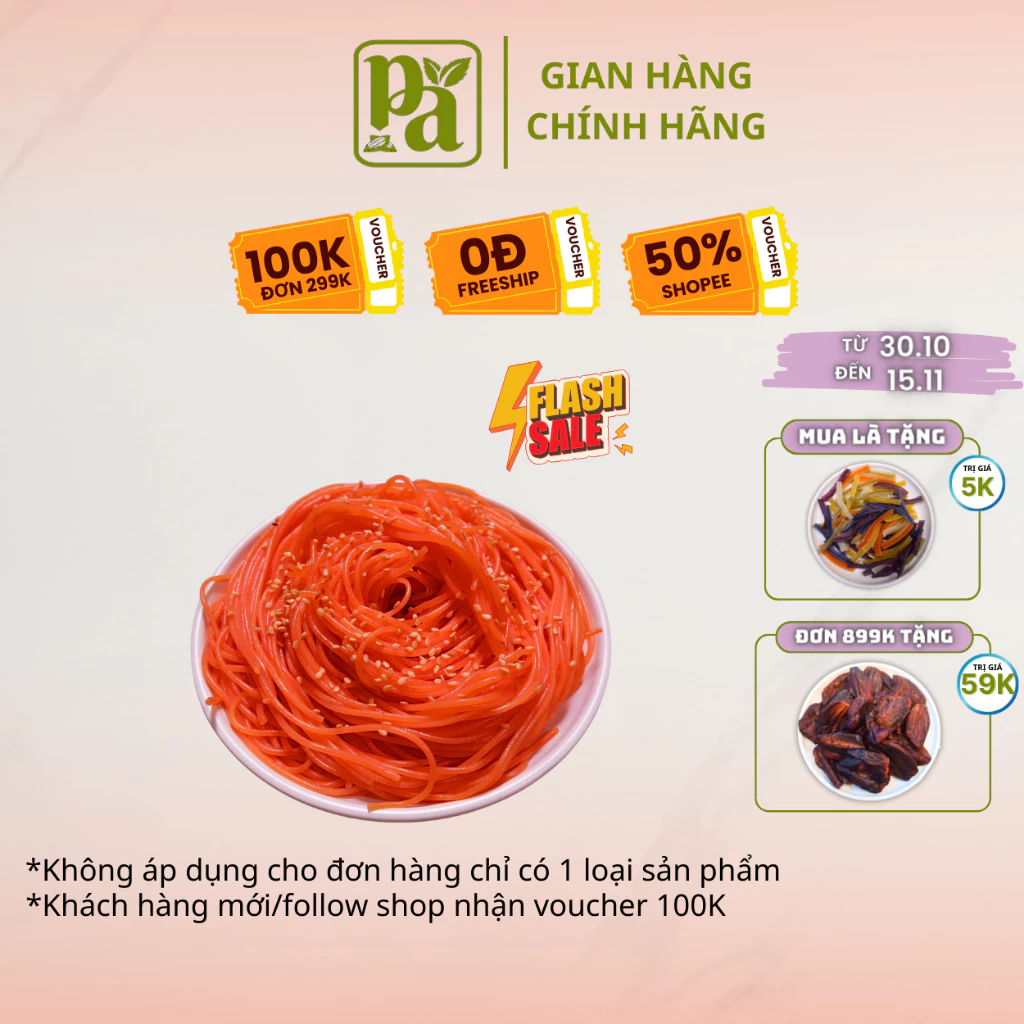 pa
GIAN HÀNG
CHÍNH HÃNG
100K
ĐƠN 299K
VOUCHER
0Đ
FREESHIP
VOUCHER
50%
SHOPEE
VOUCHER
FLASH
SALE
TỪ 30.10
ĐẾN 15.11
MUA LÀ TẶNG
TRỊ GIÁ
5K
ĐƠN 899K TẶNG
TRỊ GIÁ
59K
*Không áp dụng cho đơn hàng chỉ có 1 loại sản phẩm
*Khách hàng mới/follow shop nhận voucher 100K